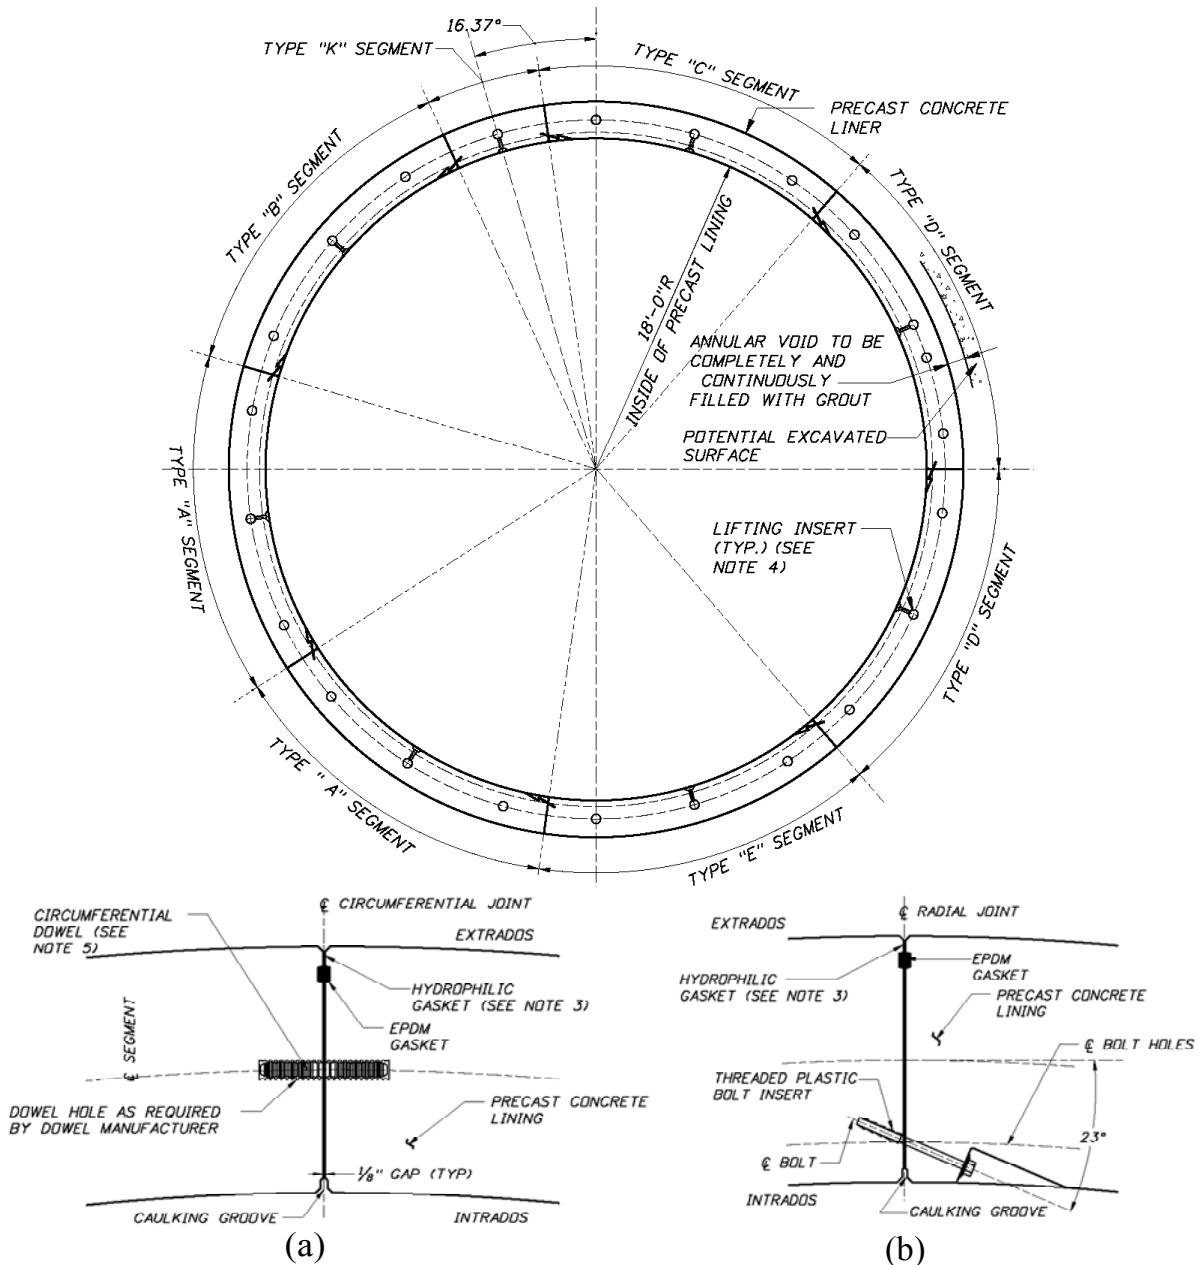 16.37°
TYPE "K" SEGMENT
TYPE "C" SEGMENT
PRECAST CONCRETE
LINER
TYPE "B" SEGMENT
TYPE "D" SEGMENT
18'-0"R
INSIDE OF PRECAST LINING
ANNULAR VOID TO BE
COMPLETELY AND
CONTINUOUSLY
FILLED WITH GROUT
POTENTIAL EXCAVATED
SURFACE
TYPE "A" SEGMENT
LIFTING INSERT
(TYP.) (SEE
NOTE 4)
TYPE "D" SEGMENT
TYPE "A" SEGMENT
TYPE "E" SEGMENT
℄ CIRCUMFERENTIAL JOINT
CIRCUMFERENTIAL
DOWEL (SEE
NOTE 5)
EXTRADOS
HYDROPHILIC
GASKET (SEE NOTE 3)
EPDM
GASKET
℄ SEGMENT
DOWEL HOLE AS REQUIRED
BY DOWEL MANUFACTURER
PRECAST CONCRETE
LINING
1/8" GAP (TYP)
CAULKING GROOVE
INTRADOS
(a)
℄ RADIAL JOINT
EXTRADOS
EPDM
GASKET
HYDROPHILIC
GASKET (SEE NOTE 3)
PRECAST CONCRETE
LINING
℄ BOLT HOLES
THREADED PLASTIC
BOLT INSERT
23°
℄ BOLT
INTRADOS
CAULKING GROOVE
(b)